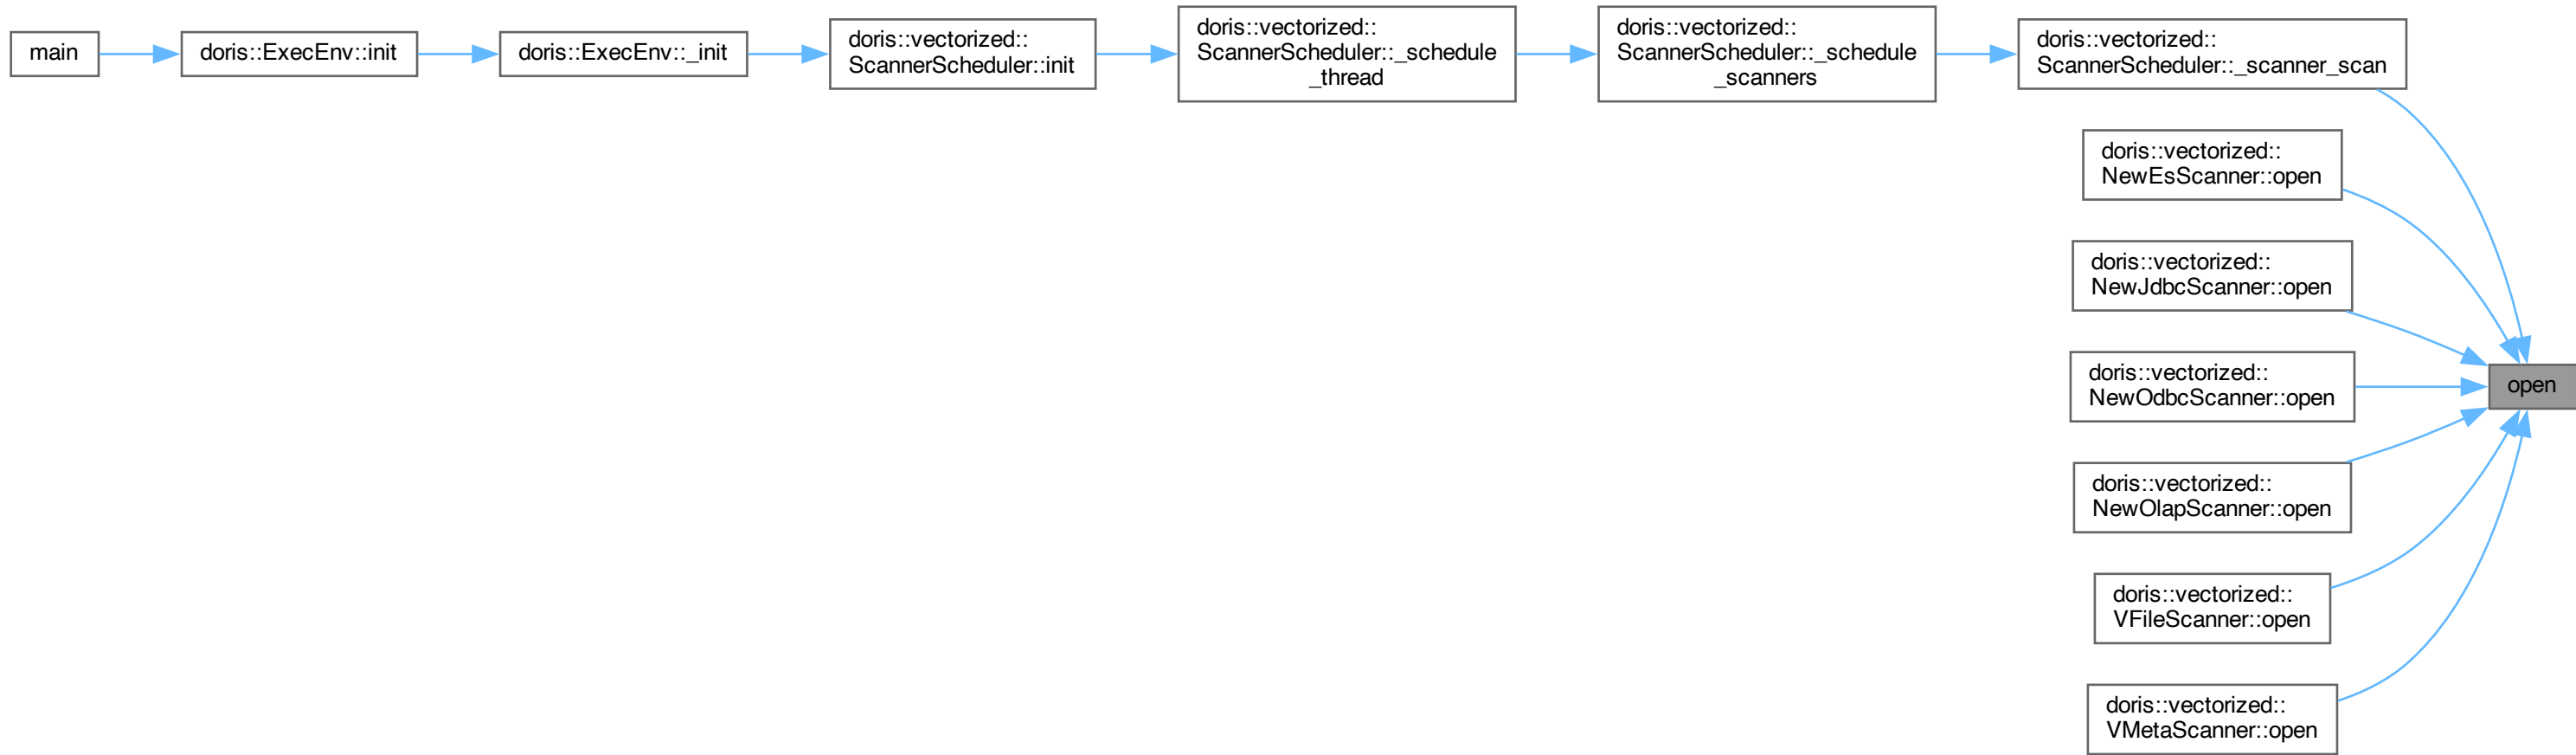 main
doris::ExecEnv::init
doris::ExecEnv::_init
doris::vectorized::
ScannerScheduler::init
doris::vectorized::
ScannerScheduler::_schedule
_thread
doris::vectorized::
ScannerScheduler::_schedule
_scanners
doris::vectorized::
ScannerScheduler::_scanner_scan
doris::vectorized::
NewEsScanner::open
doris::vectorized::
NewJdbcScanner::open
doris::vectorized::
NewOdbcScanner::open
open
doris::vectorized::
NewOlapScanner::open
doris::vectorized::
VFileScanner::open
doris::vectorized::
VMetaScanner::open